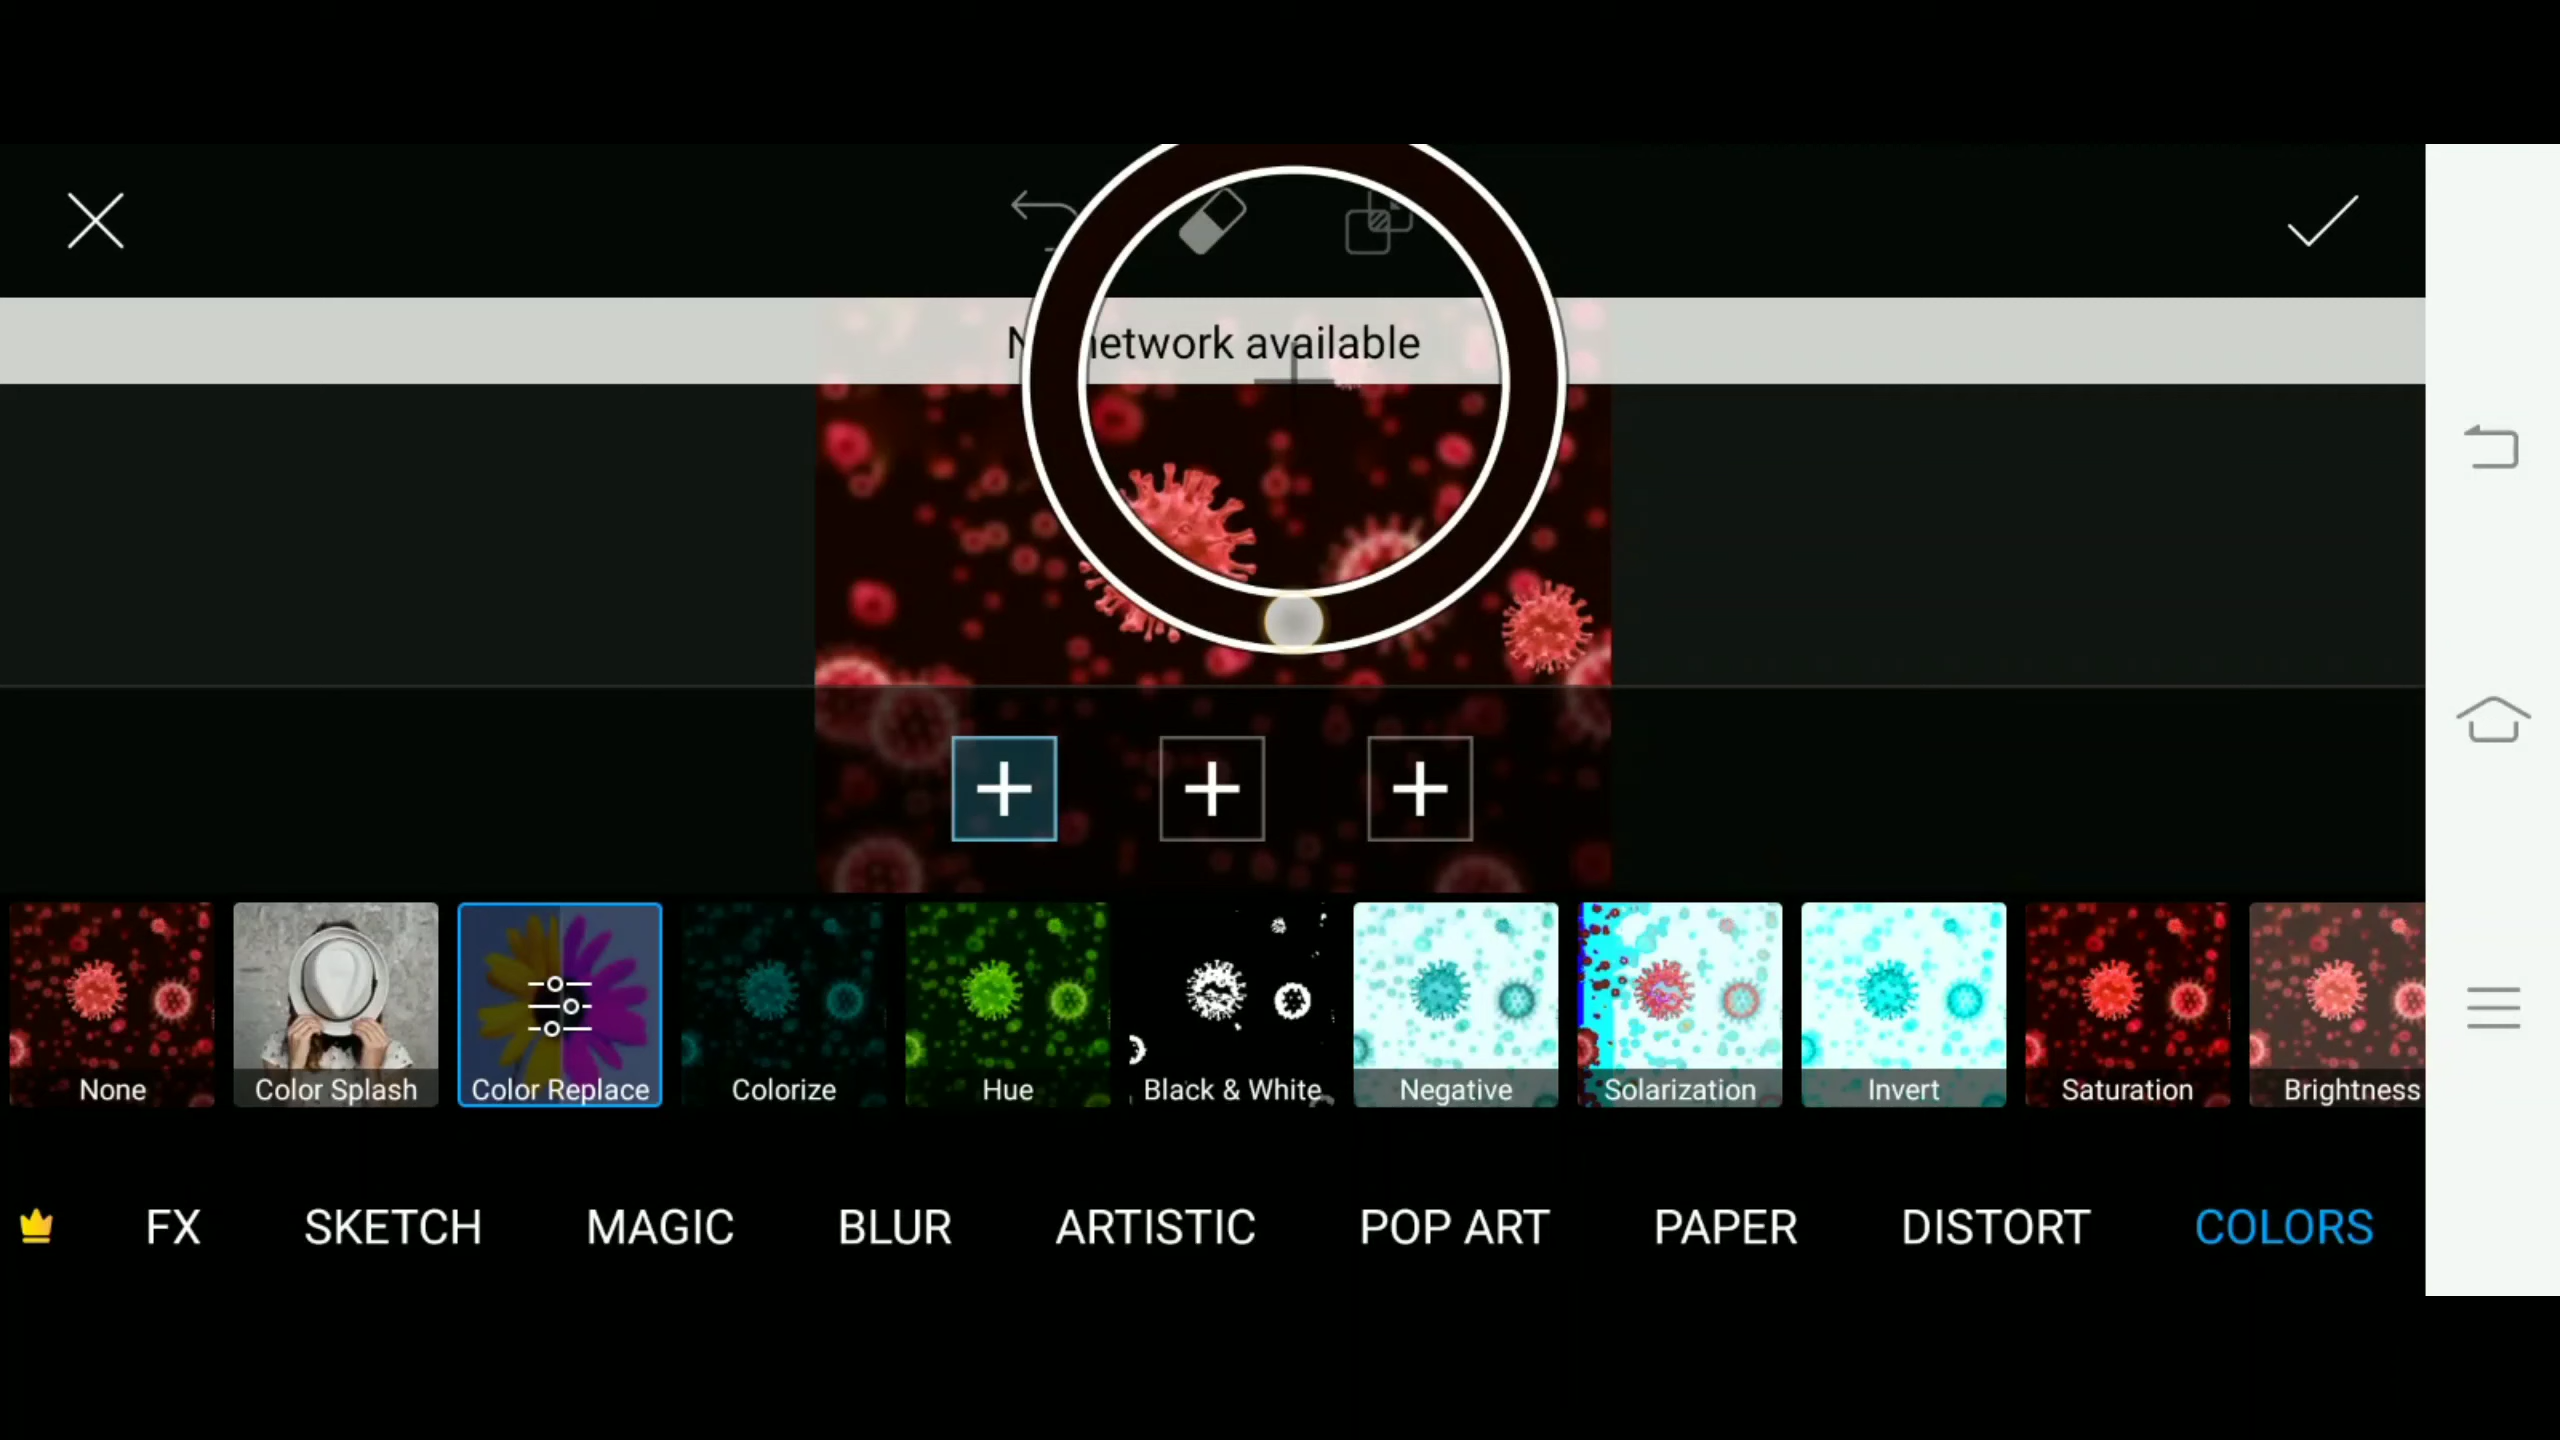 network available
None
Color Splash
Color Replace
Colorize
Hue
Black & White
Negative
Solarization
Invert
Saturation
Brightness
FX
SKETCH
MAGIC
BLUR
ARTISTIC
POP ART
PAPER
DISTORT
COLORS